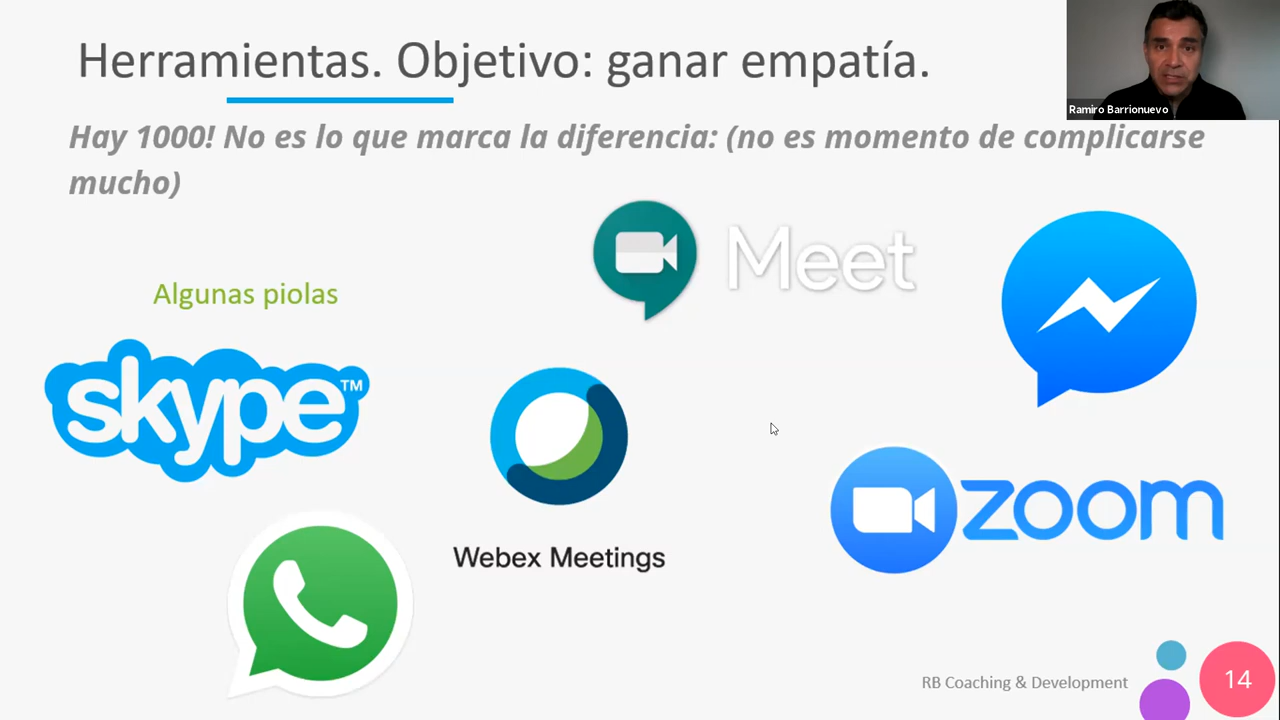 Herramientas. Objetivo: ganar empatía.
Ramiro Barrionuevo
Hay 1000! No es lo que marca la diferencia: (no es momento de complicarse
mucho)
Meet
Algunas piolas
skype™
Webex Meetings
zoom
RB Coaching & Development
14